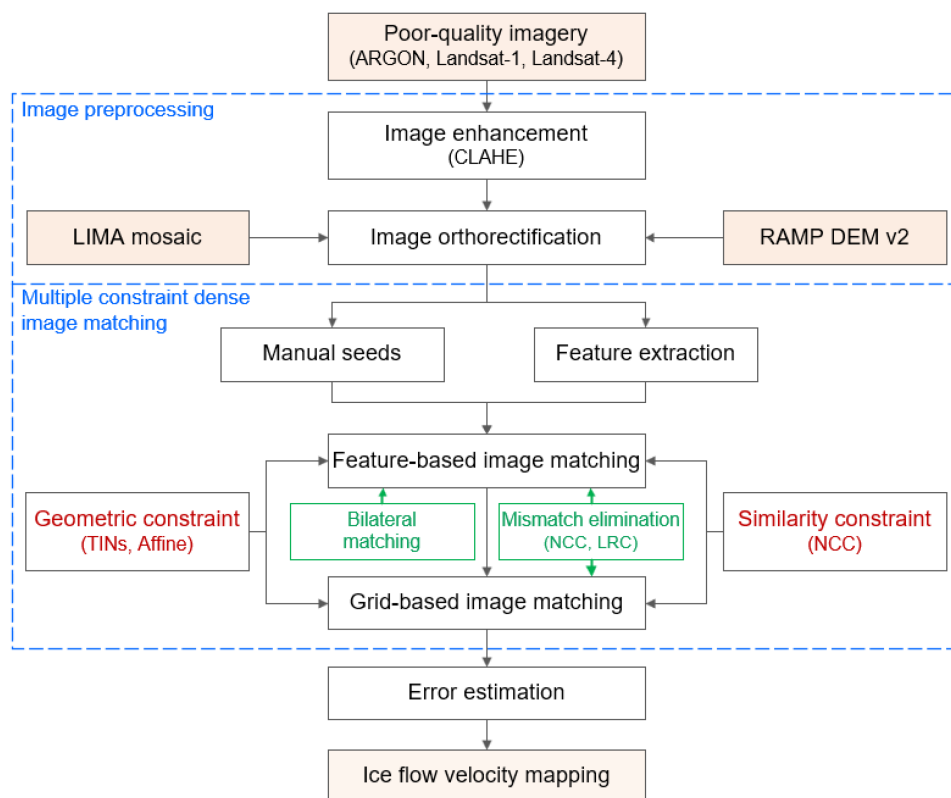 Poor-quality imagery
(ARGON, Landsat-1, Landsat-4)
Image preprocessing
Image enhancement
(CLAHE)
LIMA mosaic
Image orthorectification
RAMP DEM v2
Multiple constraint dense
image matching
Manual seeds
Feature extraction
Feature-based image matching
Geometric constraint
(TINs, Affine)
Bilateral
matching
Mismatch elimination
(NCC, LRC)
Similarity constraint
(NCC)
Grid-based image matching
Error estimation
Ice flow velocity mapping